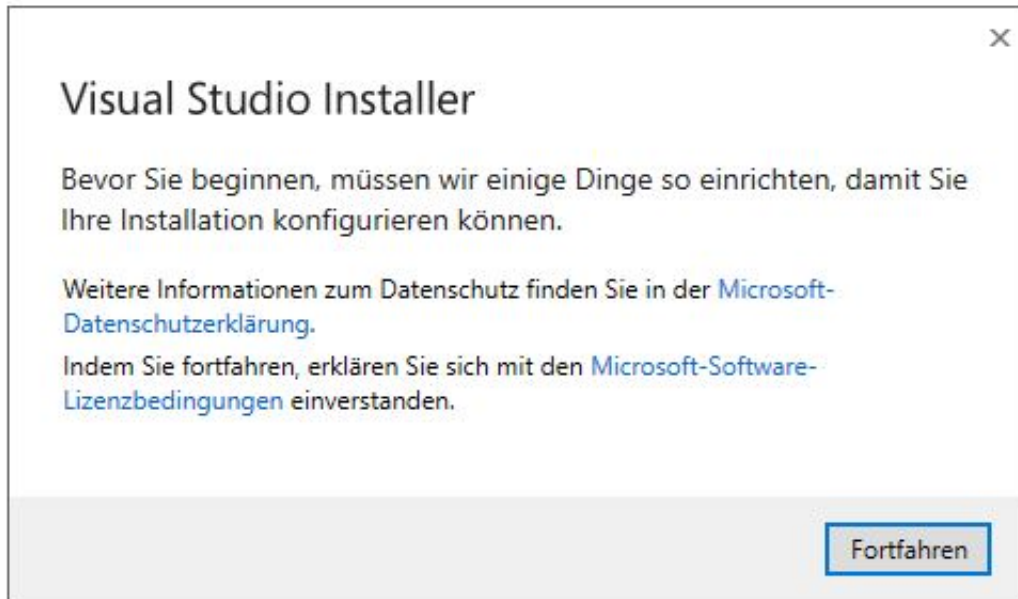 Visual Studio Installer
Bevor Sie beginnen, müssen wir einige Dinge so einrichten, damit Sie
Ihre Installation konfigurieren können.
Weitere Informationen zum Datenschutz finden Sie in der Microsoft-
Datenschutzerklärung.
Indem Sie fortfahren, erklären Sie sich mit den Microsoft-Software-
Lizenzbedingungen einverstanden.
Fortfahren